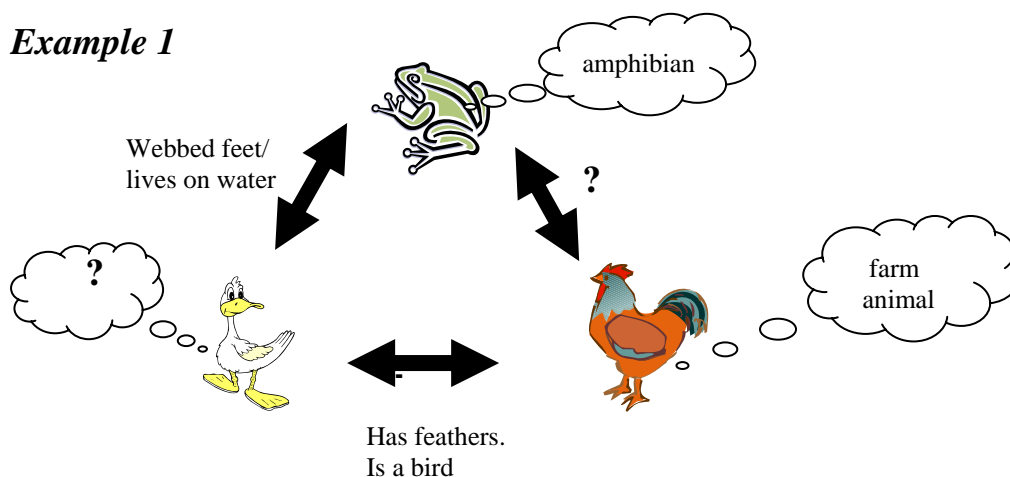 Example 1
amphibian
Webbed feet/
lives on water
?
?
farm
animal
-
Has feathers.
Is a bird